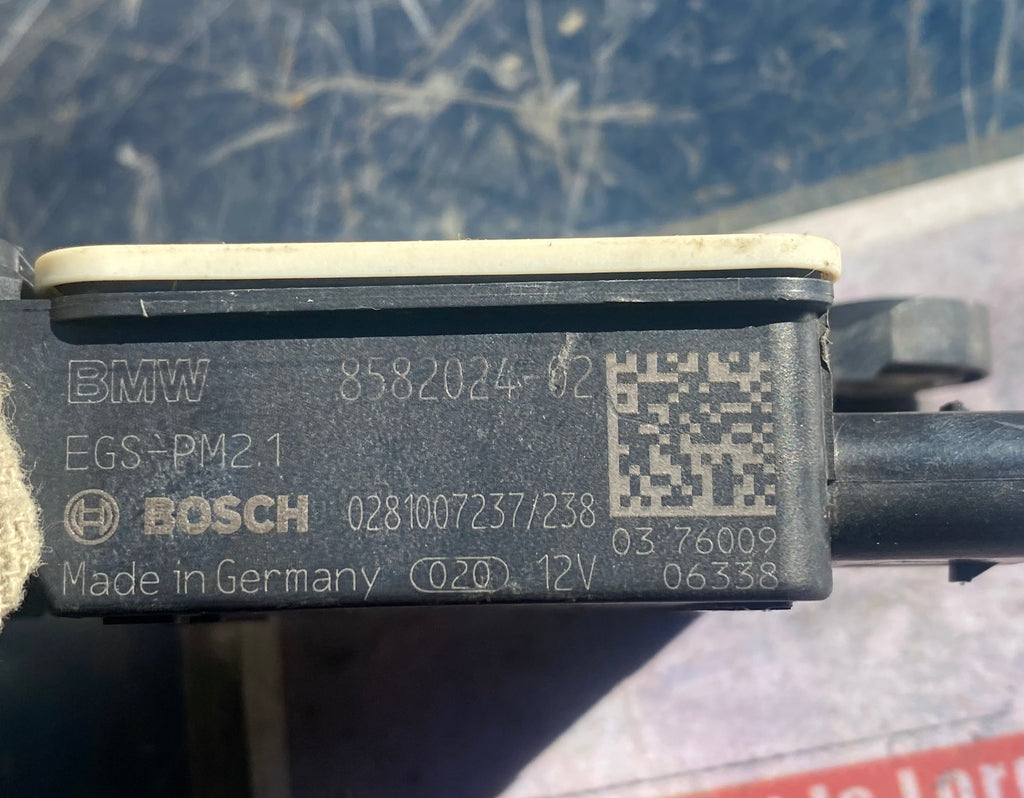 BMW 8582024-02
EGS-PM2.1
BOSCH 0281007237/238
03 76009
Made in Germany 020 12V
06338